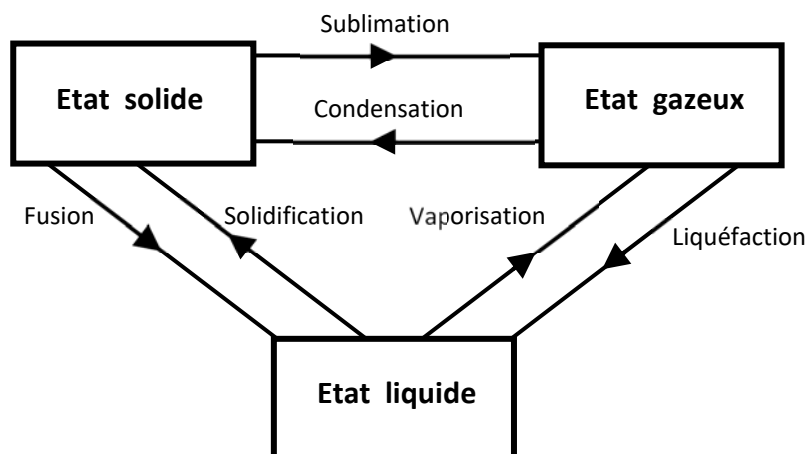 Sublimation
Etat solide
Etat gazeux
Condensation
Fusion
Solidification
Vaporisation
Liquéfaction
Etat liquide